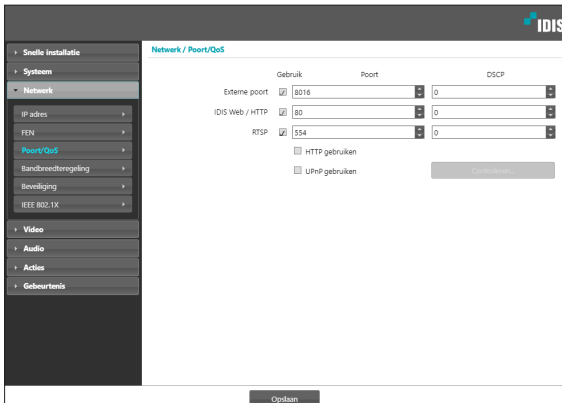 IDIS
Snelle installatie
Systeem
Netwerk
IP adres
FEN
Poort/QoS
Bandbreedteregeling
Beveiliging
IEEE 802.1X
Video
Audio
Acties
Gebeurtenis
Netwerk / Poort/QoS
Gebruik Poort DSCP
Externe poort 8016 0
IDIS Web / HTTP 80 0
RTSP 554 0
HTTP gebruiken
UPnP gebruiken Controleren...
Opslaan